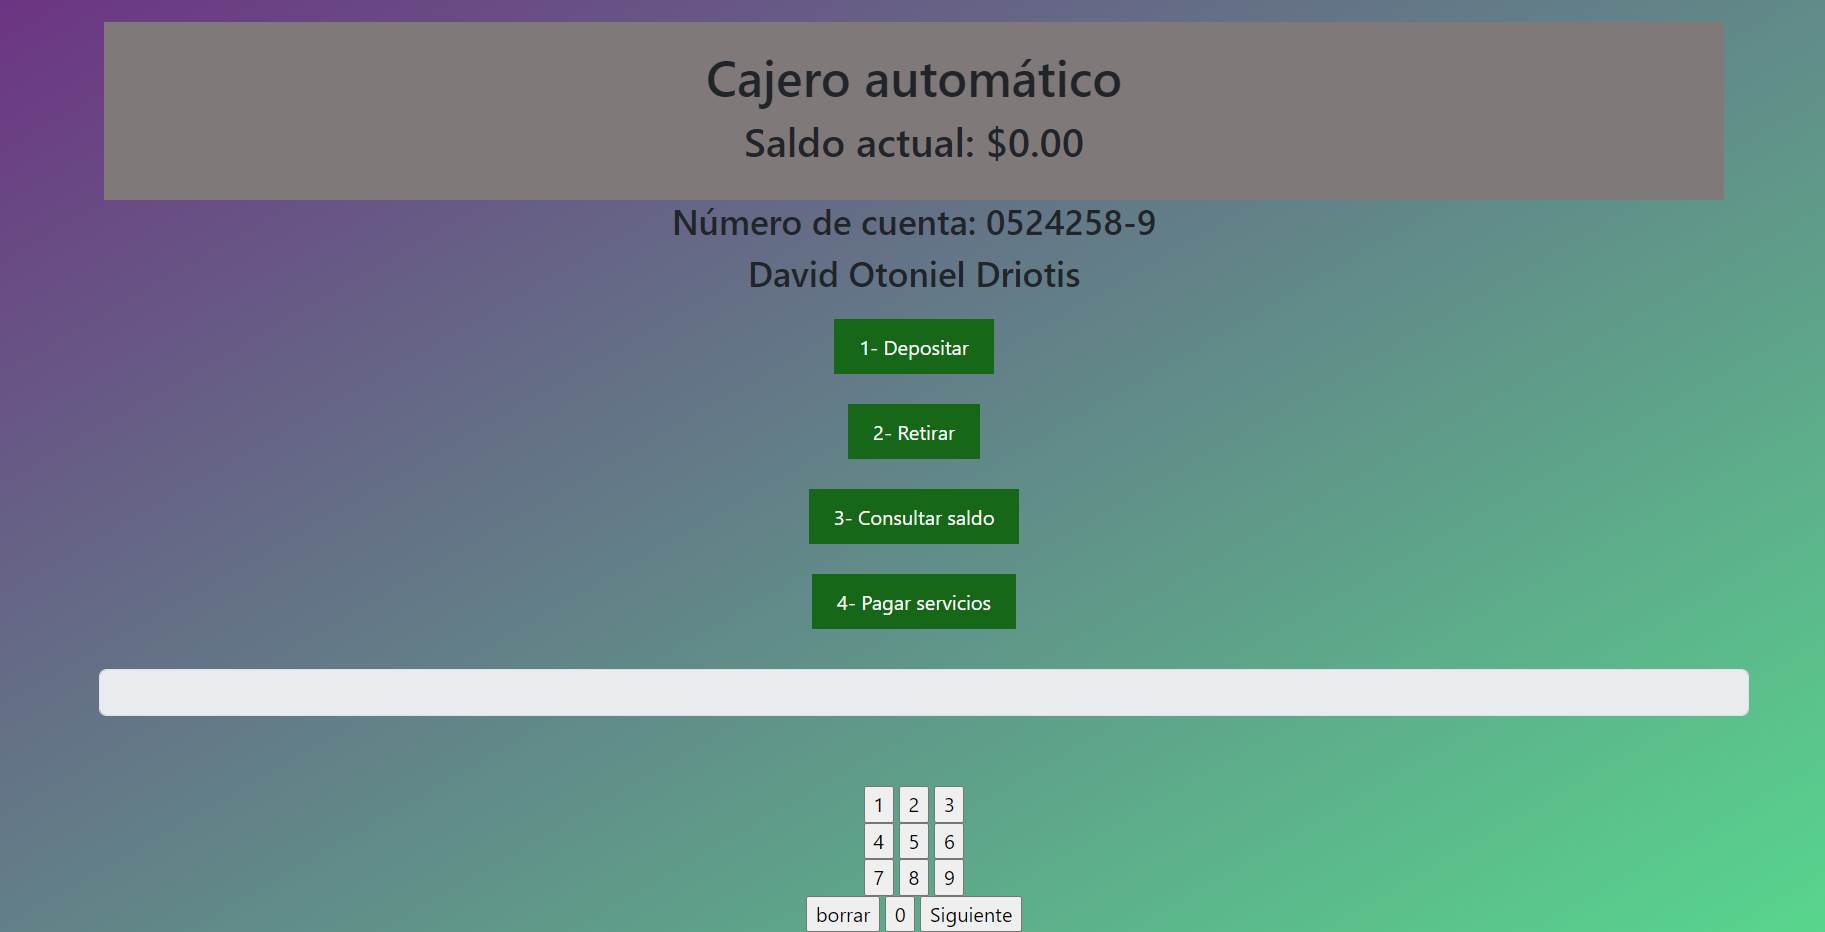 Cajero automático
Saldo actual: $0.00
Número de cuenta: 0524258-9
David Otoniel Driotis
1- Depositar
2- Retirar
3- Consultar saldo
4- Pagar servicios
1 2 3
4 5 6
7 8 9
borrar 0 Siguiente